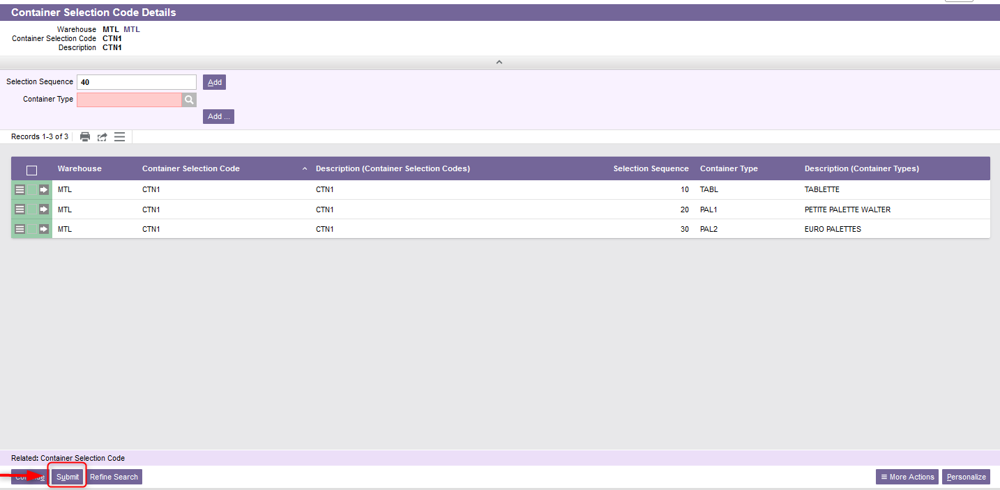 Container Selection Code Details
Warehouse MTL MTL
Container Selection Code CTN1
Description CTN1
Selection Sequence 40 Add
Container Type
Add ...
Records 1-3 of 3
Warehouse Container Selection Code Description (Container Selection Codes) Selection Sequence Container Type Description (Container Types)
MTL CTN1 CTN1 10 TABL TABLETTE
MTL CTN1 CTN1 20 PAL1 PETITE PALETTE WALTER
MTL CTN1 CTN1 30 PAL2 EURO PALETTES
Related: Container Selection Code
Submit Refine Search More Actions Personalize